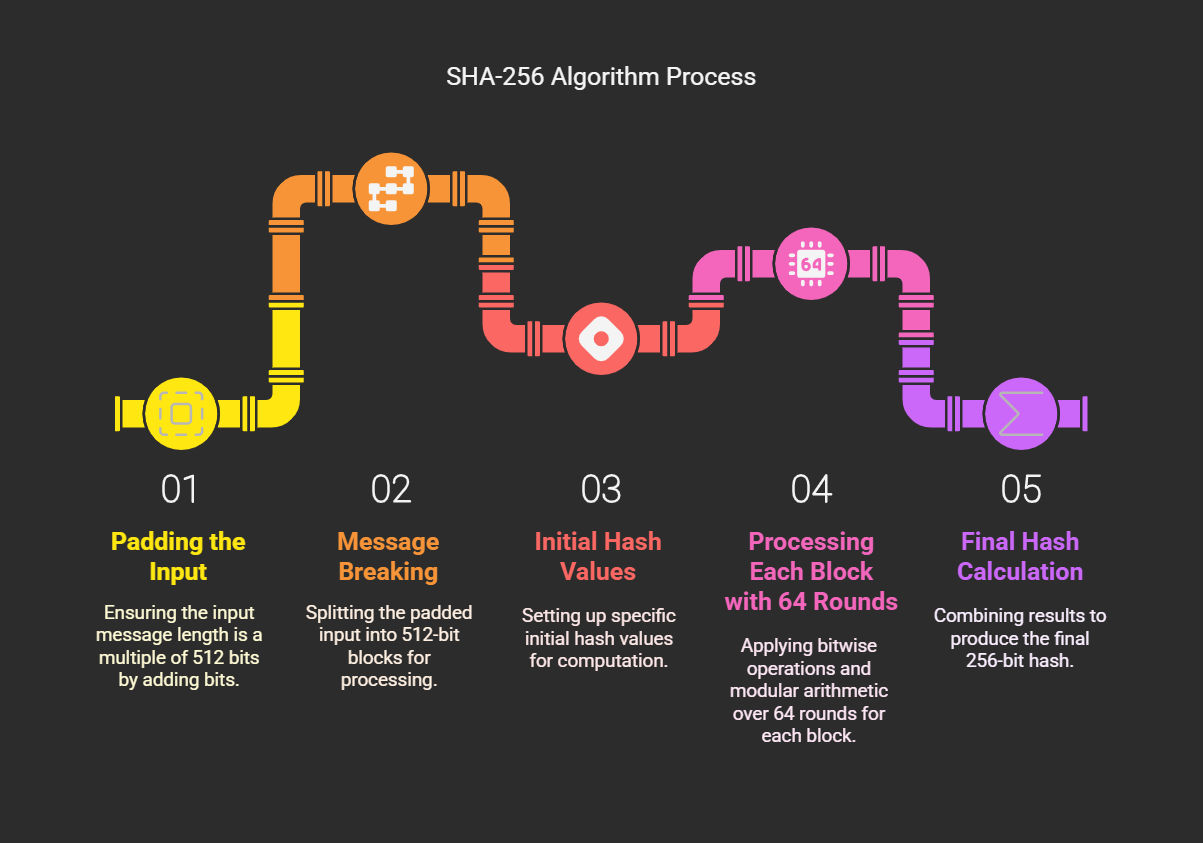 SHA-256 Algorithm Process
64
01
Padding the
Input
Ensuring the input
message length is a
multiple of 512 bits
by adding bits.
02
Message
Breaking
Splitting the padded
input into 512-bit
blocks for
processing.
03
Initial Hash
Values
Setting up specific
initial hash values
for computation.
04
Processing
Each Block
with 64 Rounds
Applying bitwise
operations and
modular arithmetic
over 64 rounds for
each block.
05
Final Hash
Calculation
Combining results to
produce the final
256-bit hash.